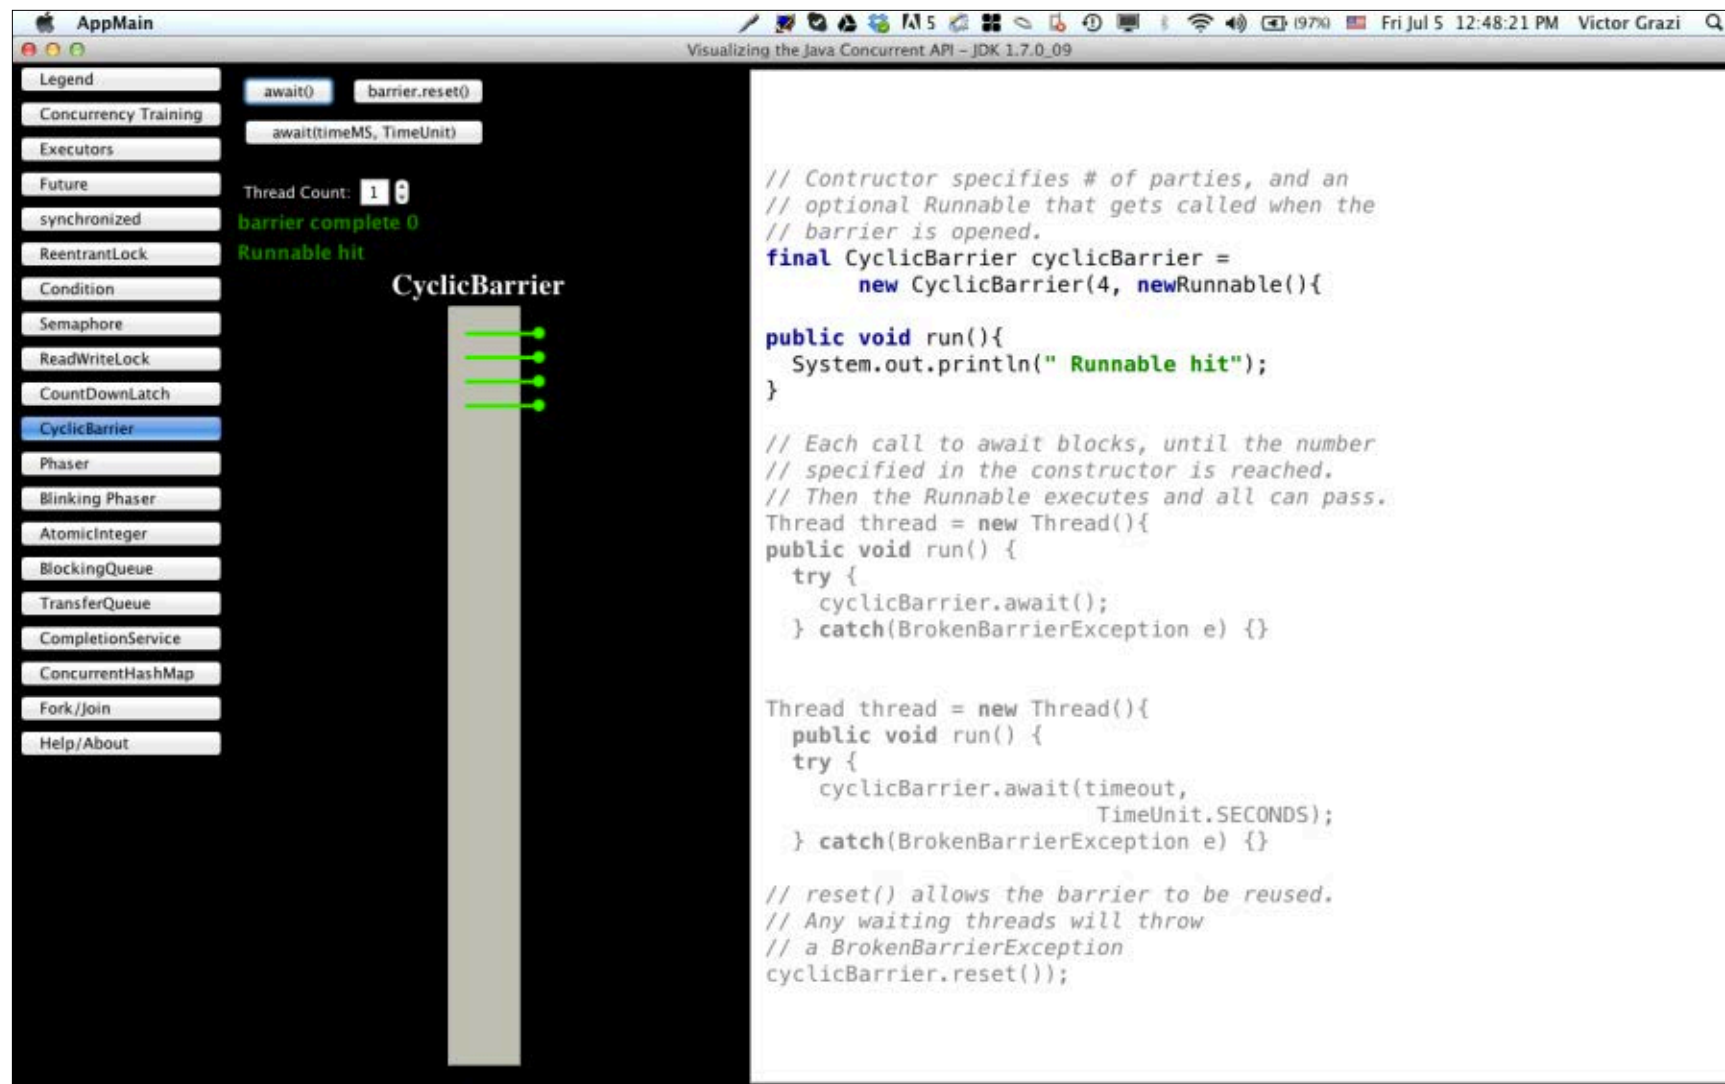 AppMain
5
(97%)
Fri Jul 5 12:48:21 PM
Victor Grazi
Visualizing the Java Concurrent API – JDK 1.7.0_09
Legend
Concurrency Training
Executors
Future
synchronized
ReentrantLock
Condition
Semaphore
ReadWriteLock
CountDownLatch
CyclicBarrier
Phaser
Blinking Phaser
AtomicInteger
BlockingQueue
TransferQueue
CompletionService
ConcurrentHashMap
Fork/Join
Help/About
await()
barrier.reset()
await(timeMS, TimeUnit)
Thread Count: 1
barrier complete 0
Runnable hit
CyclicBarrier
// Contructor specifies # of parties, and an
// optional Runnable that gets called when the
// barrier is opened.
final CyclicBarrier cyclicBarrier =
new CyclicBarrier(4, newRunnable(){
public void run(){
System.out.println(" Runnable hit");
}
// Each call to await blocks, until the number
// specified in the constructor is reached.
// Then the Runnable executes and all can pass.
Thread thread = new Thread(){
public void run() {
try {
cyclicBarrier.await();
} catch(BrokenBarrierException e) {}
Thread thread = new Thread(){
public void run() {
try {
cyclicBarrier.await(timeout,
TimeUnit.SECONDS);
} catch(BrokenBarrierException e) {}
// reset() allows the barrier to be reused.
// Any waiting threads will throw
// a BrokenBarrierException
cyclicBarrier.reset());